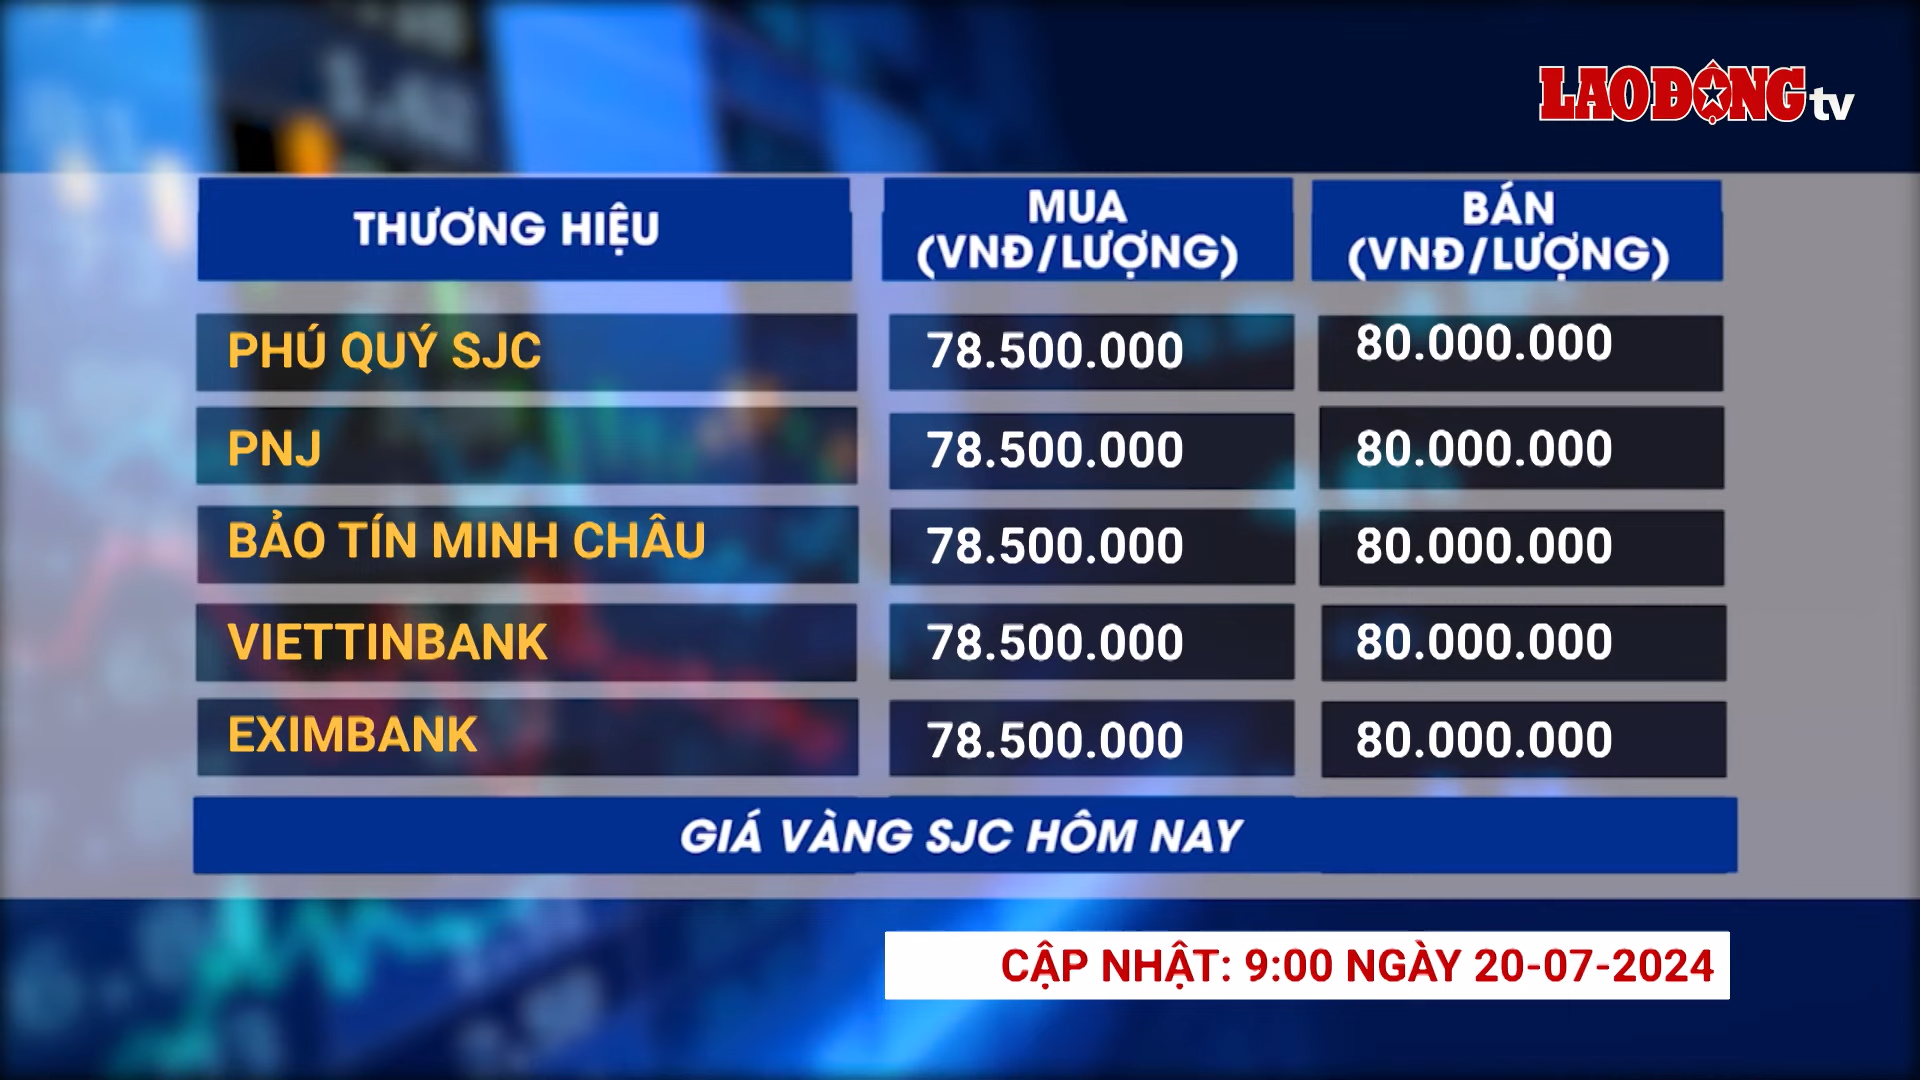 LAO ĐỘNG tv
THƯƠNG HIỆU
MUA
(VNĐ/LƯỢNG)
BÁN
(VNĐ/LƯỢNG)
PHÚ QUÝ SJC 78.500.000 80.000.000
PNJ 78.500.000 80.000.000
BẢO TÍN MINH CHÂU 78.500.000 80.000.000
VIETTINBANK 78.500.000 80.000.000
EXIMBANK 78.500.000 80.000.000
GIÁ VÀNG SJC HÔM NAY
CẬP NHẬT: 9:00 NGÀY 20-07-2024